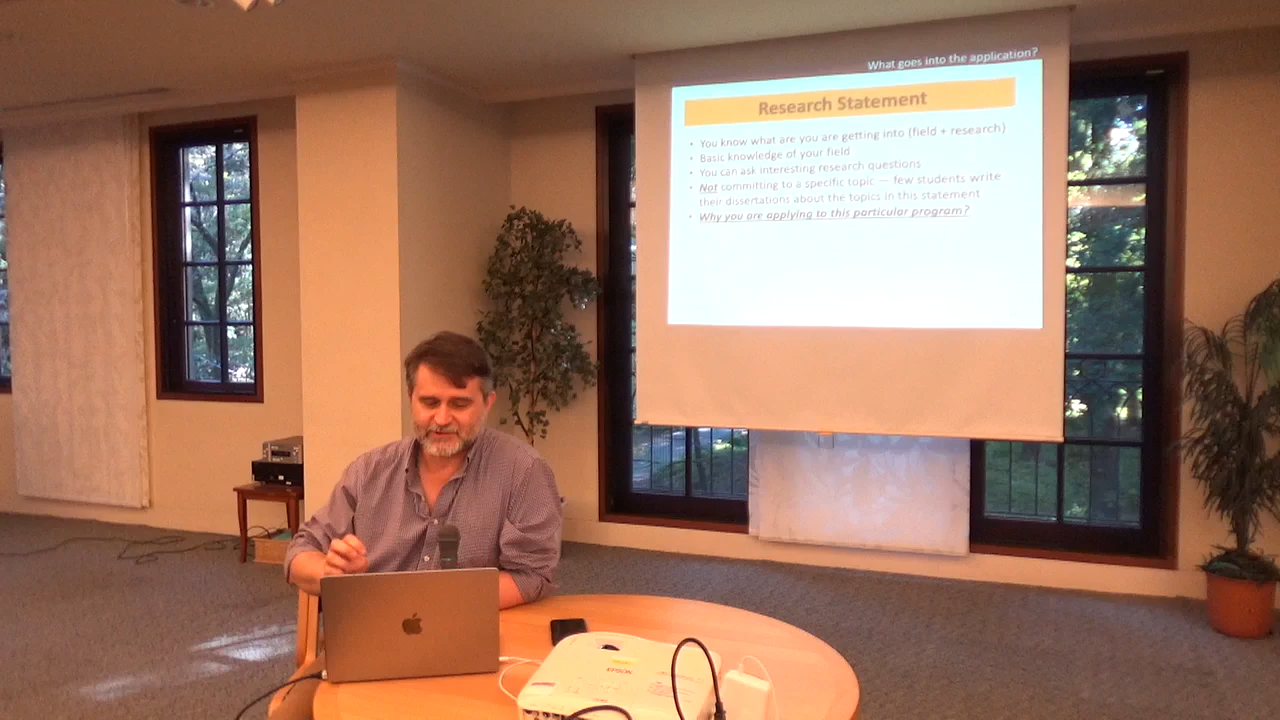 What goes into the application?
Research Statement
• You know what are you are getting into (field + research)
• Basic knowledge of your field
• You can ask interesting research questions
• Not committing to a specific topic — few students write
their dissertations about the topics in this statement
• Why you are applying to this particular program?
EPSON